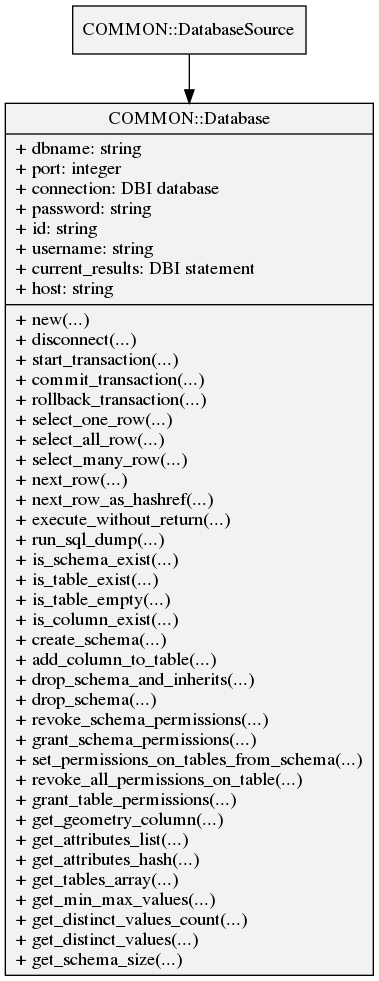 COMMON::DatabaseSource
COMMON::Database
+ dbname: string
+ port: integer
+ connection: DBI database
+ password: string
+ id: string
+ username: string
+ current_results: DBI statement
+ host: string
+ new(...)
+ disconnect(...)
+ start_transaction(...)
+ commit_transaction(...)
+ rollback_transaction(...)
+ select_one_row(...)
+ select_all_row(...)
+ select_many_row(...)
+ next_row(...)
+ next_row_as_hashref(...)
+ execute_without_return(...)
+ run_sql_dump(...)
+ is_schema_exist(...)
+ is_table_exist(...)
+ is_table_empty(...)
+ is_column_exist(...)
+ create_schema(...)
+ add_column_to_table(...)
+ drop_schema_and_inherits(...)
+ drop_schema(...)
+ revoke_schema_permissions(...)
+ grant_schema_permissions(...)
+ set_permissions_on_tables_from_schema(...)
+ revoke_all_permissions_on_table(...)
+ grant_table_permissions(...)
+ get_geometry_column(...)
+ get_attributes_list(...)
+ get_attributes_hash(...)
+ get_tables_array(...)
+ get_min_max_values(...)
+ get_distinct_values_count(...)
+ get_distinct_values(...)
+ get_schema_size(...)